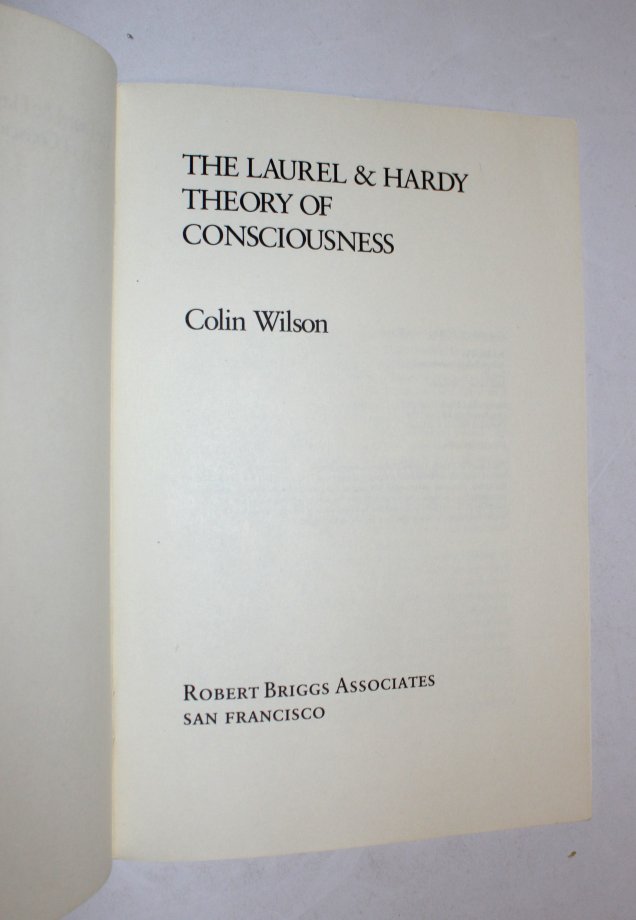 THE LAUREL & HARDY
THEORY OF
CONSCIOUSNESS
Colin Wilson
ROBERT BRIGGS ASSOCIATES
SAN FRANCISCO